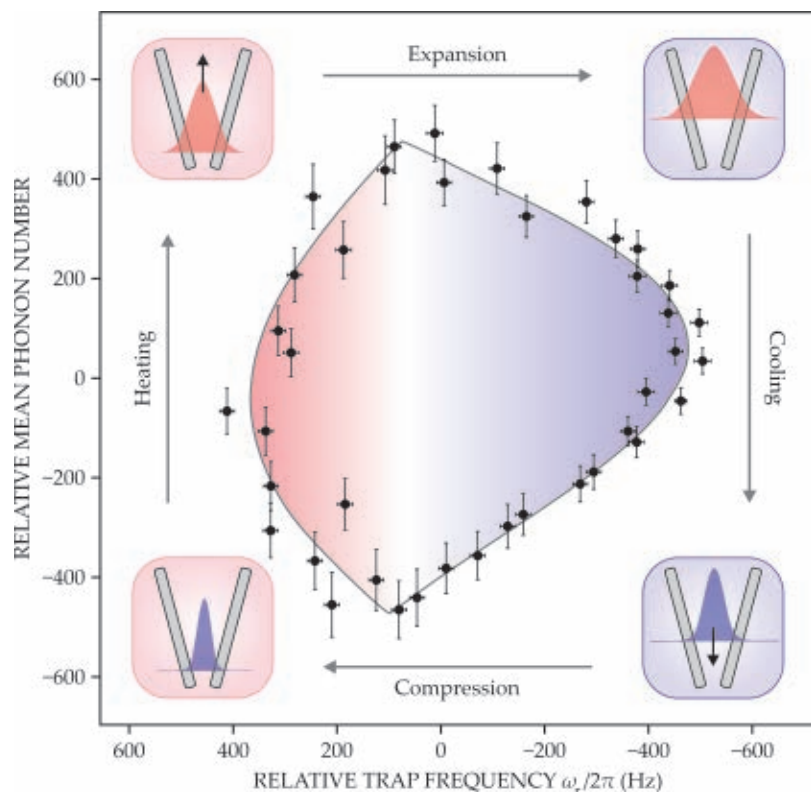 Expansion
600
400
200
0
−200
−400
−600
RELATIVE MEAN PHONON NUMBER
Heating
Cooling
Compression
600
400
200
0
−200
−400
−600
RELATIVE TRAP FREQUENCY ωr/2π (Hz)